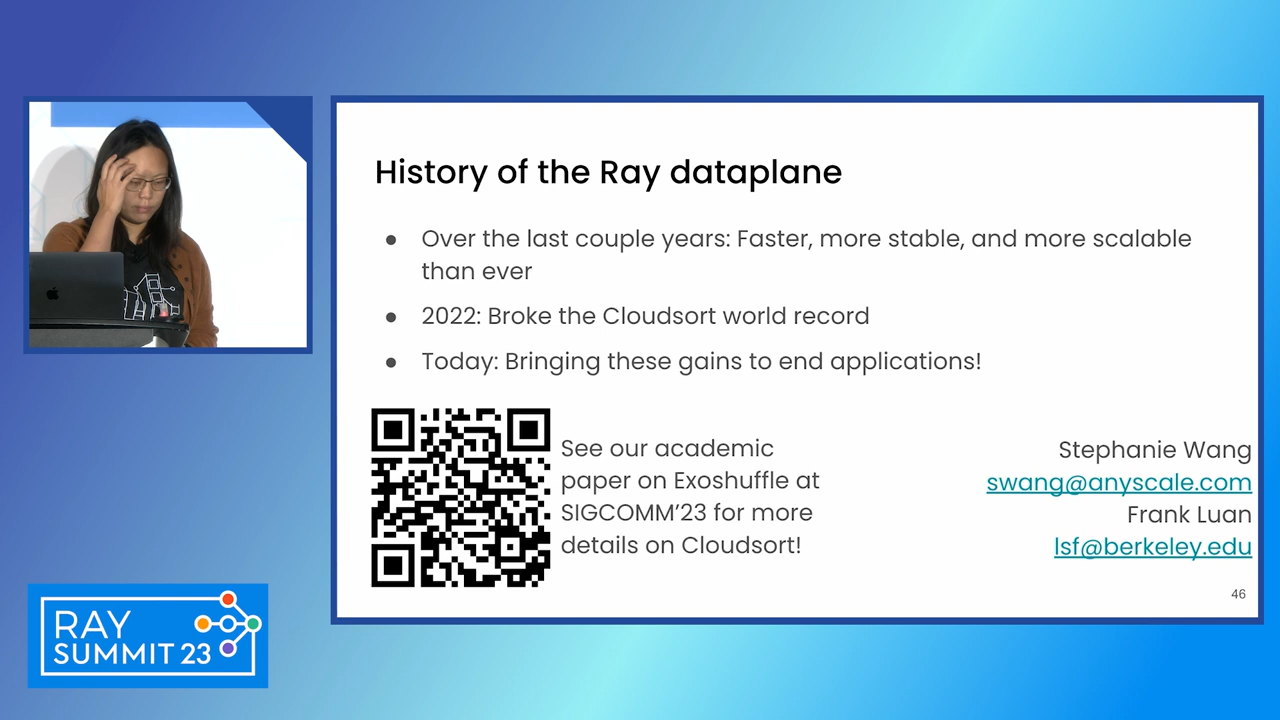 History of the Ray dataplane
● Over the last couple years: Faster, more stable, and more scalable
than ever
● 2022: Broke the Cloudsort world record
● Today: Bringing these gains to end applications!
See our academic
paper on Exoshuffle at
SIGCOMM’23 for more
details on Cloudsort!
Stephanie Wang
swang@anyscale.com
Frank Luan
lsf@berkeley.edu
46
RAY
SUMMIT 23